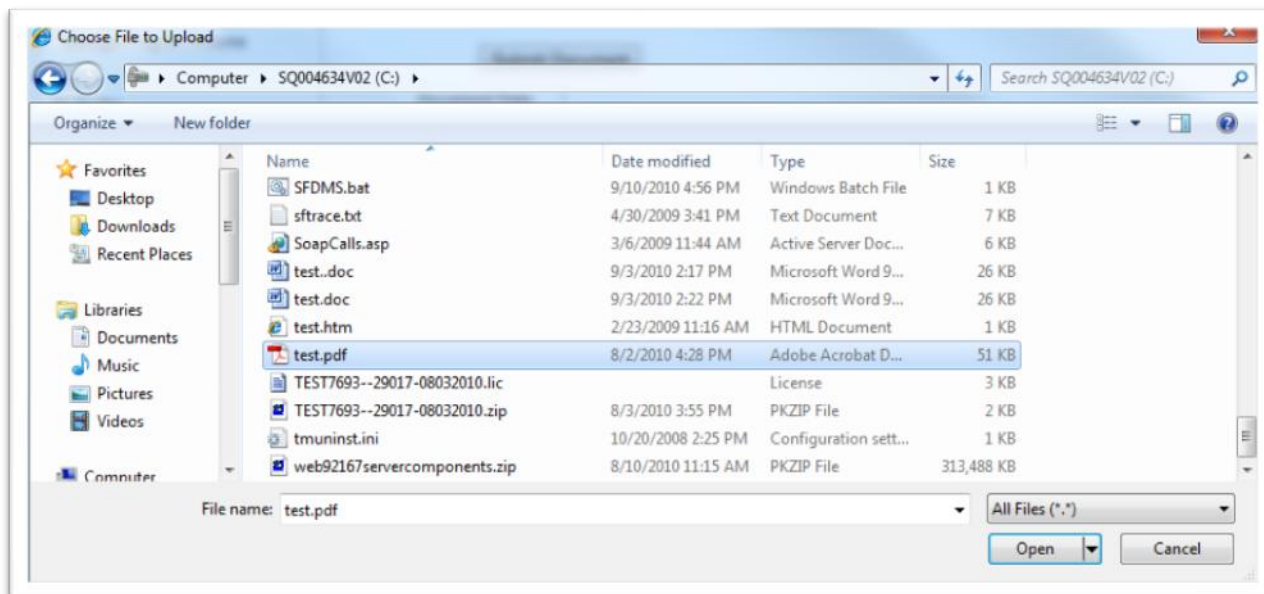 Choose File to Upload
Computer SQ004634V02 (C:) Search SQ004634V02 (C:)
Organize New folder
Favorites
Desktop
Downloads
Recent Places
Libraries
Documents
Music
Pictures
Videos
Computer
Name Date modified Type Size
SFDMS.bat 9/10/2010 4:56 PM Windows Batch File 1 KB
sftrace.txt 4/30/2009 3:41 PM Text Document 7 KB
SoapCalls.asp 3/6/2009 11:44 AM Active Server Doc... 6 KB
test..doc 9/3/2010 2:17 PM Microsoft Word 9... 26 KB
test.doc 9/3/2010 2:22 PM Microsoft Word 9... 26 KB
test.htm 2/23/2009 11:16 AM HTML Document 1 KB
test.pdf 8/2/2010 4:28 PM Adobe Acrobat D... 51 KB
TEST7693--29017-08032010.lic License 3 KB
TEST7693--29017-08032010.zip 8/3/2010 3:55 PM PKZIP File 2 KB
tmuninst.ini 10/20/2008 2:25 PM Configuration sett... 1 KB
web92167servercomponents.zip 8/10/2010 11:15 AM PKZIP File 313,488 KB
File name: test.pdf All Files (*.*)
Open Cancel